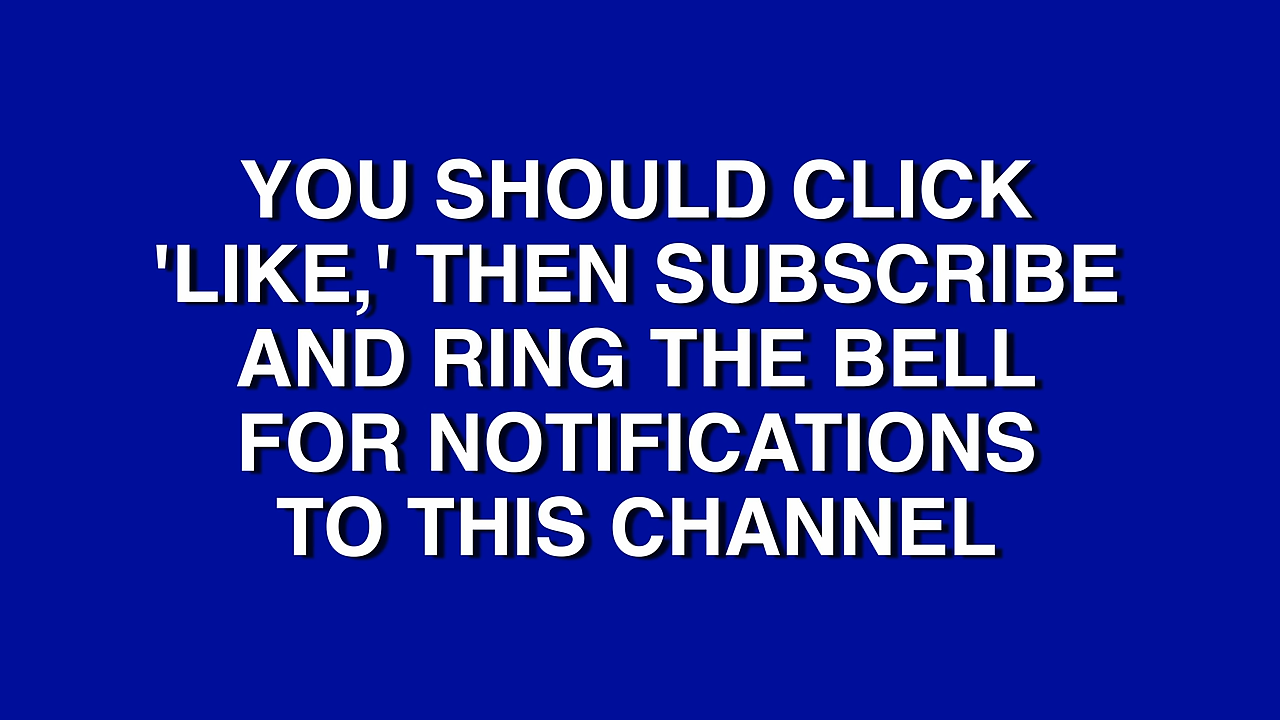 YOU SHOULD CLICK
'LIKE,' THEN SUBSCRIBE
AND RING THE BELL
FOR NOTIFICATIONS
TO THIS CHANNEL